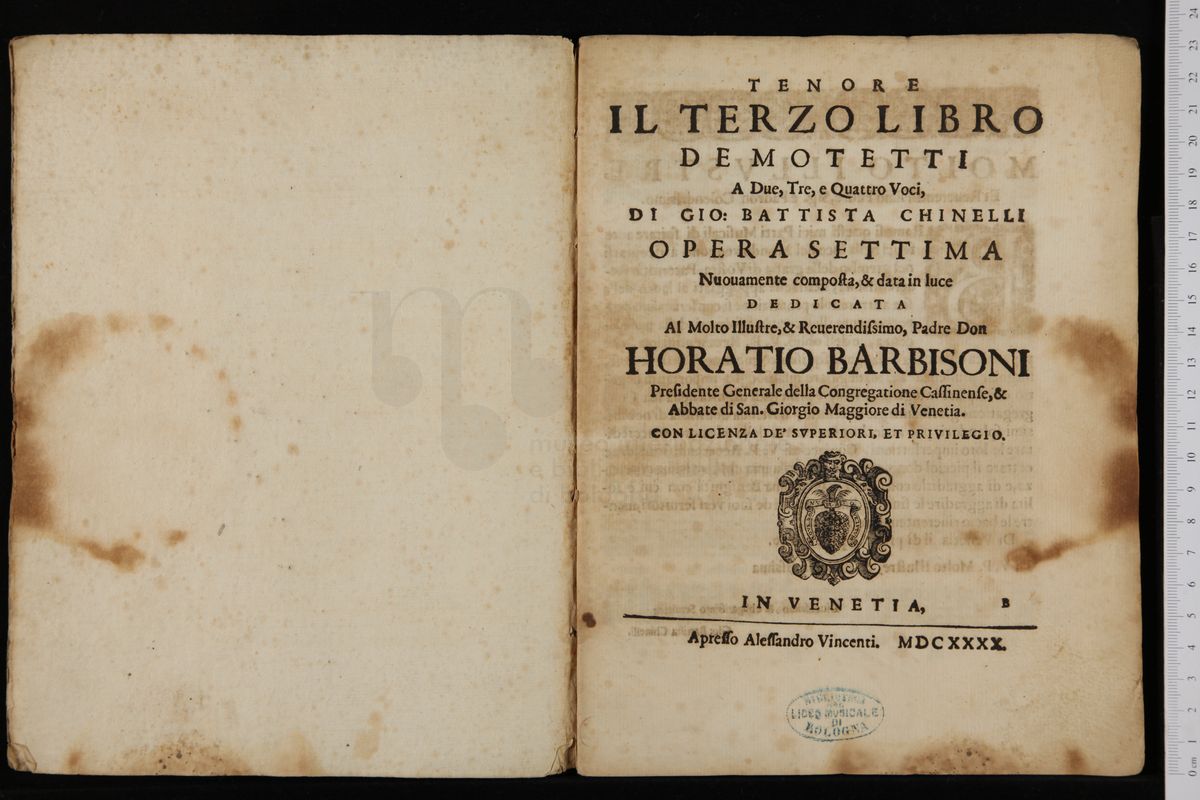 TENORE
IL TERZO LIBRO
DE MOTETTI
A Due, Tre, e Quattro Voci,
DI GIO: BATTISTA CHINELLI
OPERA SETTIMA
Nuouamente compoſta, & data in luce
DEDICATA
Al Molto Illuſtre, & Reuerendiſsimo, Padre Don
HORATIO BARBISONI
Preſidente Generale della Congregatione Caſſinenſe, &
Abbate di San. Giorgio Maggiore di Venetia.
CON LICENZA DE' SVPERIORI, ET PRIVILEGIO.
IN VENETIA,
B
Apreſſo Aleſſandro Vincenti. MDCXXXX.
BIBLIOTECA
LICEO MUSICALE
DI
BOLOGNA